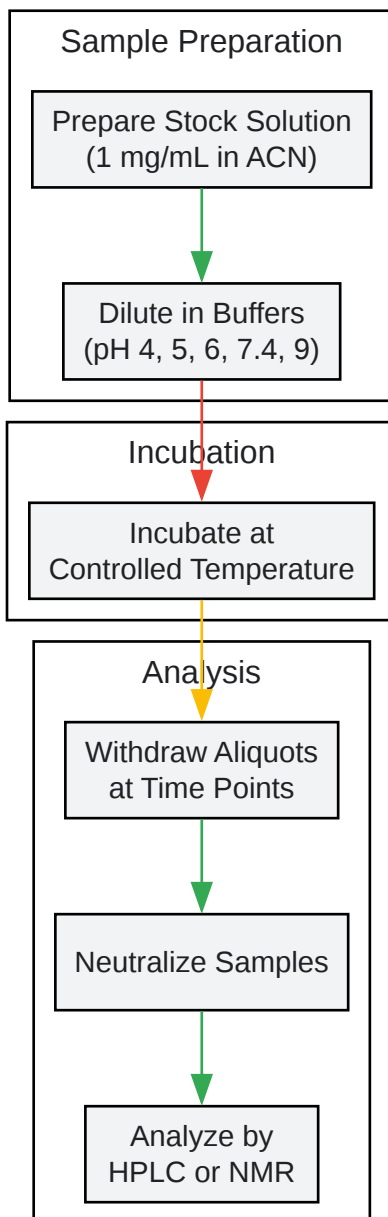 Sample Preparation
Prepare Stock Solution
(1 mg/mL in ACN)
Dilute in Buffers
(pH 4, 5, 6, 7.4, 9)
Incubation
Incubate at
Controlled Temperature
Analysis
Withdraw Aliquots
at Time Points
Neutralize Samples
Analyze by
HPLC or NMR